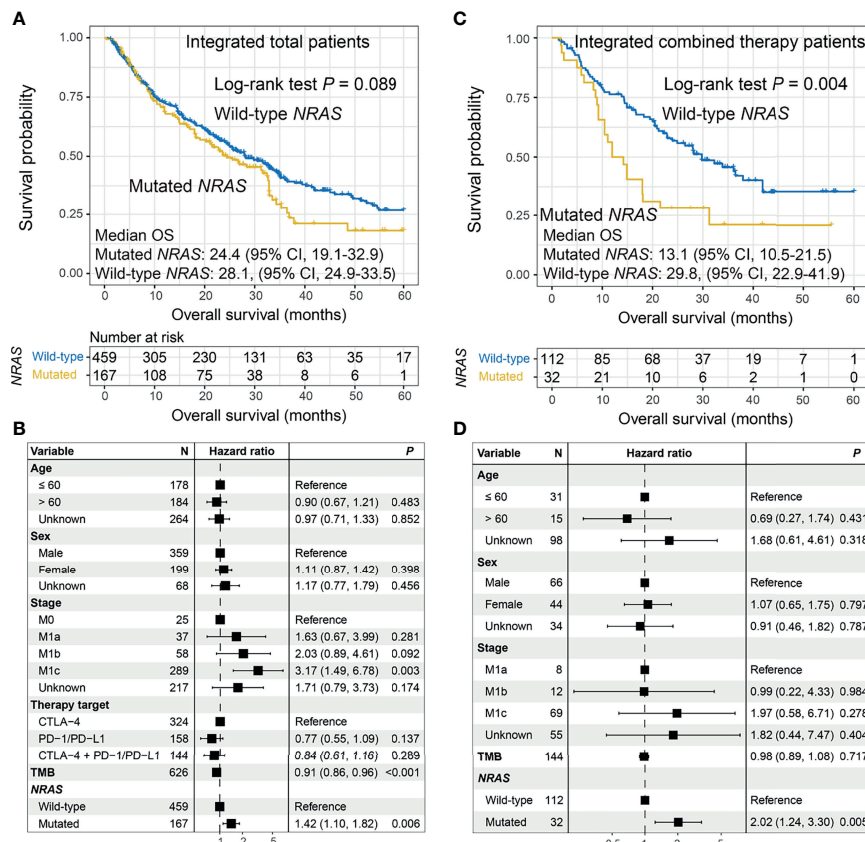 A
Integrated total patients
Log-rank test P = 0.089
Wild-type NRAS
Mutated NRAS
Median OS
Mutated NRAS: 24.4 (95% CI, 19.1-32.9)
Wild-type NRAS: 28.1, (95% CI, 24.9-33.5)
Survival probability
1.00
0.75
0.50
0.25
0.00
0 10 20 30 40 50 60
Overall survival (months)
Number at risk
NRAS
Wild-type 459 305 230 131 63 35 17
Mutated 167 108 75 38 8 6 1
0 10 20 30 40 50 60
Overall survival (months)
B
Variable N Hazard ratio P
Age
≤ 60 178 Reference
> 60 184 0.90 (0.67, 1.21) 0.483
Unknown 264 0.97 (0.71, 1.33) 0.852
Sex
Male 359 Reference
Female 199 1.11 (0.87, 1.42) 0.398
Unknown 68 1.17 (0.77, 1.79) 0.456
Stage
M0 25 Reference
M1a 37 1.63 (0.67, 3.99) 0.281
M1b 58 2.03 (0.89, 4.61) 0.092
M1c 289 3.17 (1.49, 6.78) 0.003
Unknown 217 1.71 (0.79, 3.73) 0.174
Therapy target
CTLA−4 324 Reference
PD−1/PD−L1 158 0.77 (0.55, 1.09) 0.137
CTLA−4 + PD−1/PD−L1 144 0.84 (0.61, 1.16) 0.289
TMB 626 0.91 (0.86, 0.96) <0.001
NRAS
Wild-type 459 Reference
Mutated 167 1.42 (1.10, 1.82) 0.006
1 2 5
C
Integrated combined therapy patients
Log-rank test P = 0.004
Wild-type NRAS
Mutated NRAS
Median OS
Mutated NRAS: 13.1 (95% CI, 10.5-21.5)
Wild-type NRAS: 29.8, (95% CI, 22.9-41.9)
Survival probability
1.00
0.75
0.50
0.25
0.00
0 10 20 30 40 50 60
Overall survival (months)
NRAS
Wild-type 112 85 68 37 19 7 1
Mutated 32 21 10 6 2 1 0
0 10 20 30 40 50 60
Overall survival (months)
D
Variable N Hazard ratio P
Age
≤ 60 31 Reference
> 60 15 0.69 (0.27, 1.74) 0.431
Unknown 98 1.68 (0.61, 4.61) 0.318
Sex
Male 66 Reference
Female 44 1.07 (0.65, 1.75) 0.797
Unknown 34 0.91 (0.46, 1.82) 0.787
Stage
M1a 8 Reference
M1b 12 0.99 (0.22, 4.33) 0.984
M1c 69 1.97 (0.58, 6.71) 0.278
Unknown 55 1.82 (0.44, 7.47) 0.404
TMB 144 0.98 (0.89, 1.08) 0.717
NRAS
Wild-type 112 Reference
Mutated 32 2.02 (1.24, 3.30) 0.005